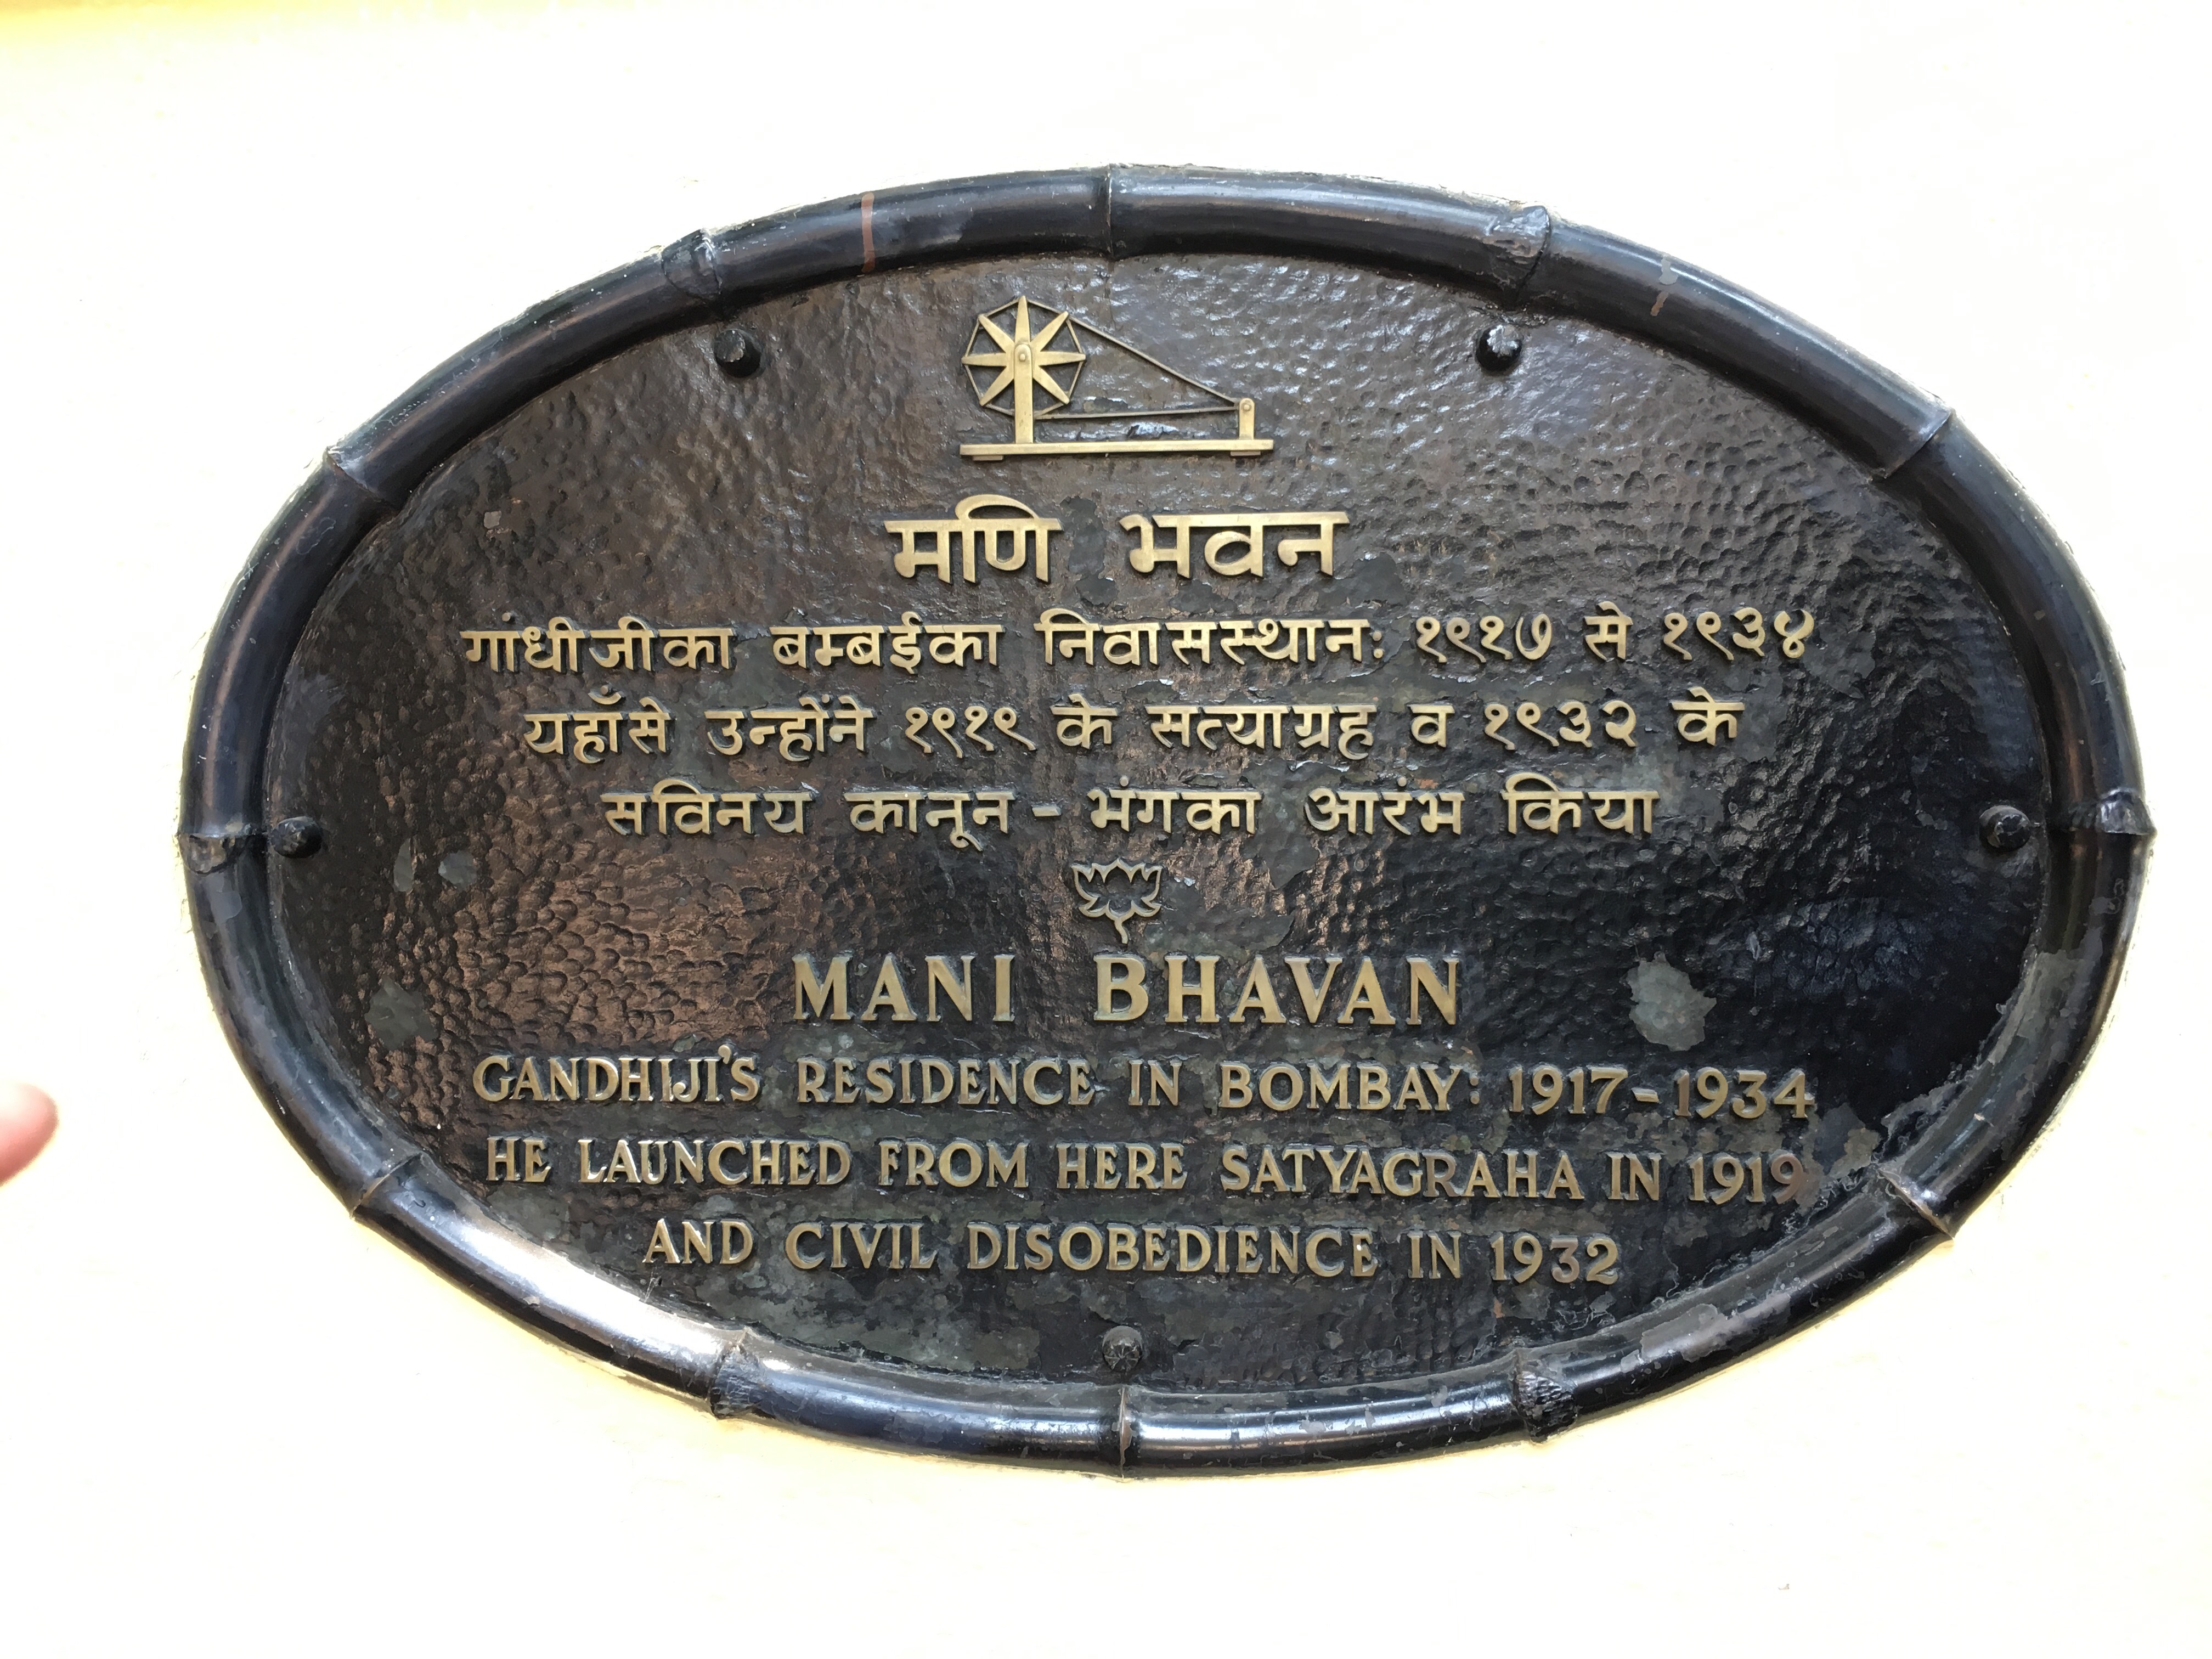 मणि भवन
गांधीजीका बम्बईका निवासस्थान: १९१७ से १९३४
यहाँसे उन्होंने १९१९ के सत्याग्रह व १९३२ के
सविनय कानून - भंगका आरंभ किया
MANI BHAVAN
GANDHIJI'S RESIDENCE IN BOMBAY: 1917-1934
HE LAUNCHED FROM HERE SATYAGRAHA IN 1919
AND CIVIL DISOBEDIENCE IN 1932